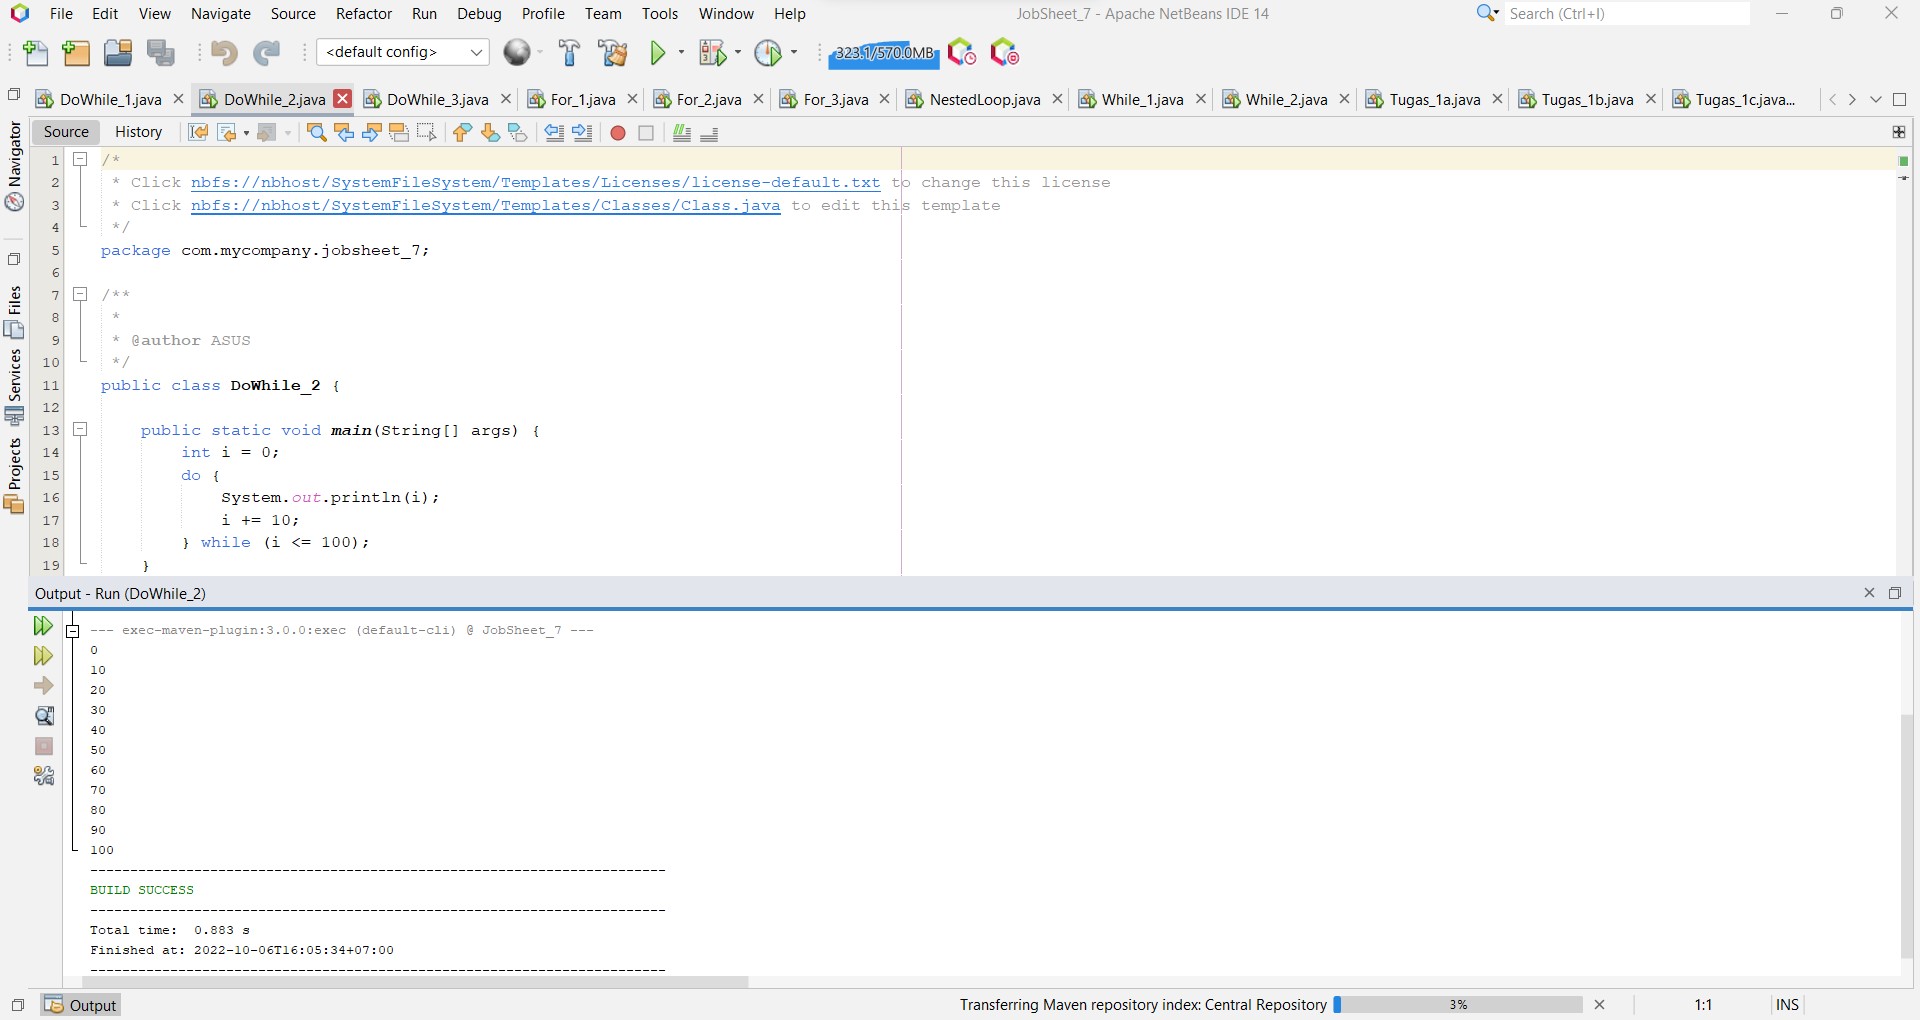 File Edit View Navigate Source Refactor Run Debug Profile Team Tools Window Help JobSheet_7 - Apache NetBeans IDE 14 Search (Ctrl+I)
<default config> 323.1/570.0MB
DoWhile_1.java DoWhile_2.java DoWhile_3.java For_1.java For_2.java For_3.java NestedLoop.java While_1.java While_2.java Tugas_1a.java Tugas_1b.java Tugas_1c.java...
Source History
Navigator
Files
Services
Projects
1 /*
2 * Click nbfs://nbhost/SystemFileSystem/Templates/Licenses/license-default.txt to change this license
3 * Click nbfs://nbhost/SystemFileSystem/Templates/Classes/Class.java to edit this template
4 */
5 package com.mycompany.jobsheet_7;
6
7 /**
8 *
9 * @author ASUS
10 */
11 public class DoWhile_2 {
12
13 public static void main(String[] args) {
14 int i = 0;
15 do {
16 System.out.println(i);
17 i += 10;
18 } while (i <= 100);
19 }
Output - Run (DoWhile_2)
--- exec-maven-plugin:3.0.0:exec (default-cli) @ JobSheet_7 ---
0
10
20
30
40
50
60
70
80
90
100
------------------------------------------------------------------------
BUILD SUCCESS
------------------------------------------------------------------------
Total time:  0.883 s
Finished at: 2022-10-06T16:05:34+07:00
------------------------------------------------------------------------
Output Transferring Maven repository index: Central Repository 3% 1:1 INS